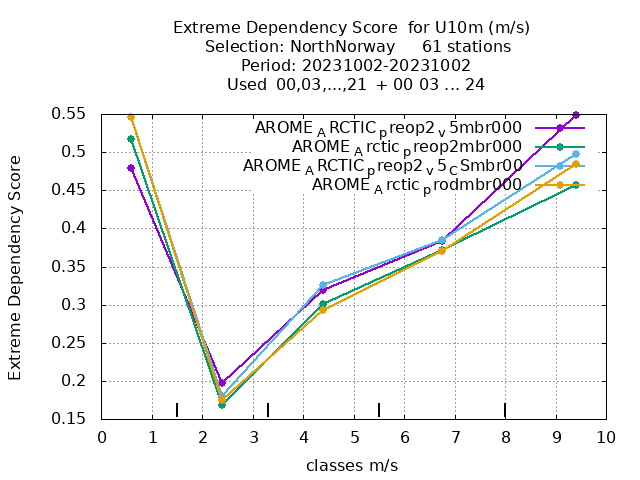 Extreme Dependency Score for U10m (m/s)
Selection: NorthNorway 61 stations
Period: 20231002-20231002
Used 00,03,...,21 + 00 03 ... 24
Extreme Dependency Score
0.55
0.5
0.45
0.4
0.35
0.3
0.25
0.2
0.15
AROME_ARCTIC_preop2_v5mbr000
AROME_Arctic_preop2mbr000
AROME_ARCTIC_preop2_v5_CSmbr00
AROME_Arctic_prodmbr000
0 1 2 3 4 5 6 7 8 9 10
classes m/s